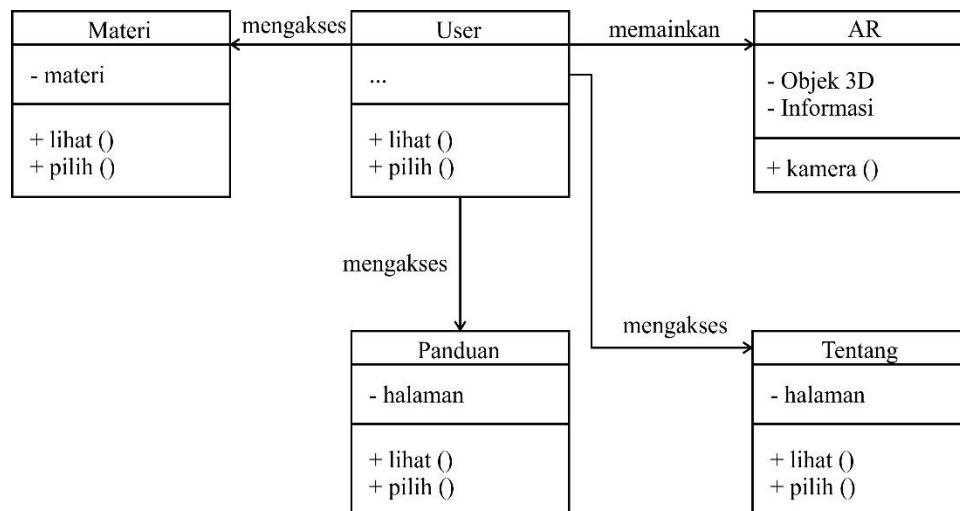 Materi
- materi
+ lihat ()
+ pilih ()
mengakses
User
...
+ lihat ()
+ pilih ()
memainkan
AR
- Objek 3D
- Informasi
+ kamera ()
mengakses
Panduan
- halaman
+ lihat ()
+ pilih ()
mengakses
Tentang
- halaman
+ lihat ()
+ pilih ()